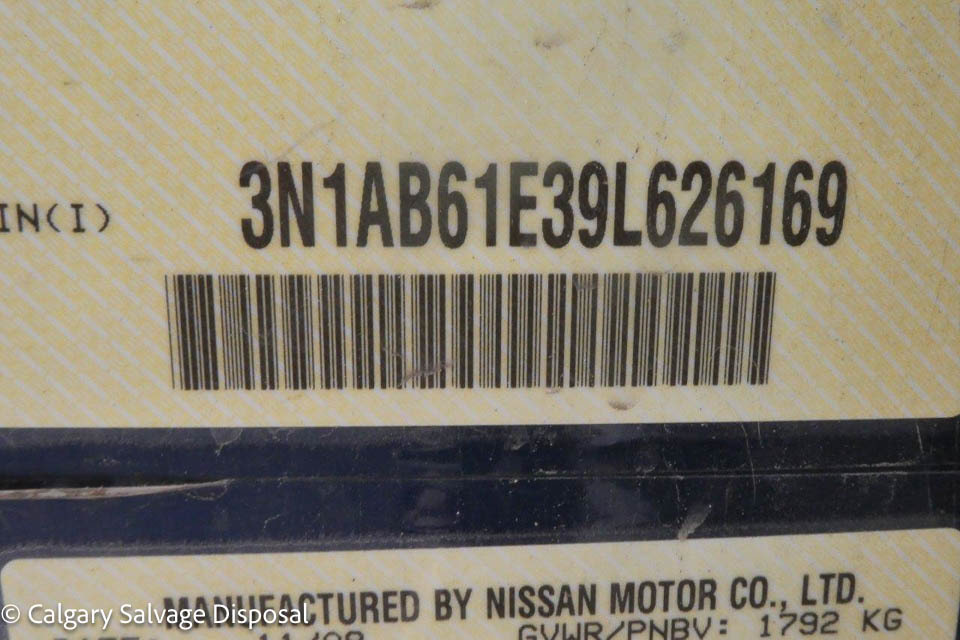 3N1AB61E39L626169
IN(I)
MANUFACTURED BY NISSAN MOTOR CO., LTD.
GVWR/PNBV: 1792 KG
© Calgary Salvage Disposal